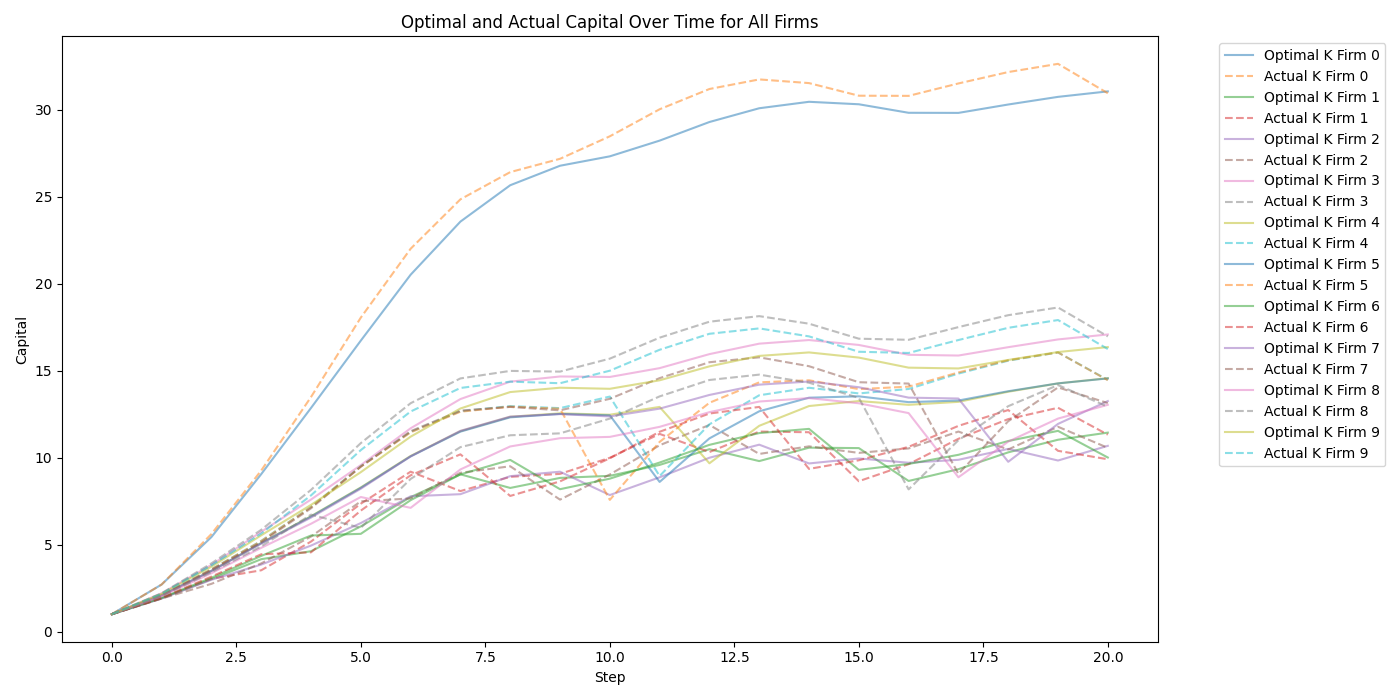 Optimal and Actual Capital Over Time for All Firms
Capital
30
25
20
15
10
5
0
0.0 2.5 5.0 7.5 10.0 12.5 15.0 17.5 20.0
Step
Optimal K Firm 0
Actual K Firm 0
Optimal K Firm 1
Actual K Firm 1
Optimal K Firm 2
Actual K Firm 2
Optimal K Firm 3
Actual K Firm 3
Optimal K Firm 4
Actual K Firm 4
Optimal K Firm 5
Actual K Firm 5
Optimal K Firm 6
Actual K Firm 6
Optimal K Firm 7
Actual K Firm 7
Optimal K Firm 8
Actual K Firm 8
Optimal K Firm 9
Actual K Firm 9